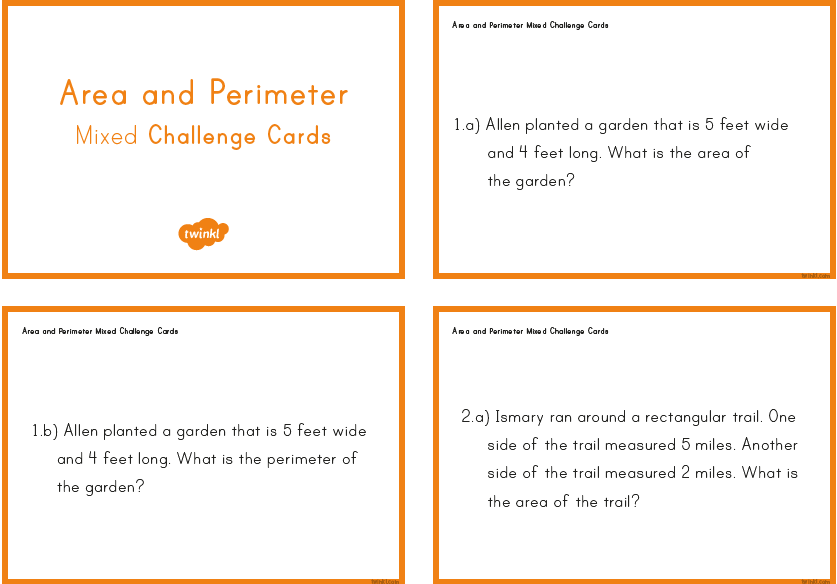 Area and Perimeter
Mixed Challenge Cards
twinkl
Area and Perimeter Mixed Challenge Cards
1.a) Allen planted a garden that is 5 feet wide
and 4 feet long. What is the area of
the garden?
twinkl.com
Area and Perimeter Mixed Challenge Cards
1.b) Allen planted a garden that is 5 feet wide
and 4 feet long. What is the perimeter of
the garden?
twinkl.com
Area and Perimeter Mixed Challenge Cards
2.a) Ismary ran around a rectangular trail. One
side of the trail measured 5 miles. Another
side of the trail measured 2 miles. What is
the area of the trail?
twinkl.com